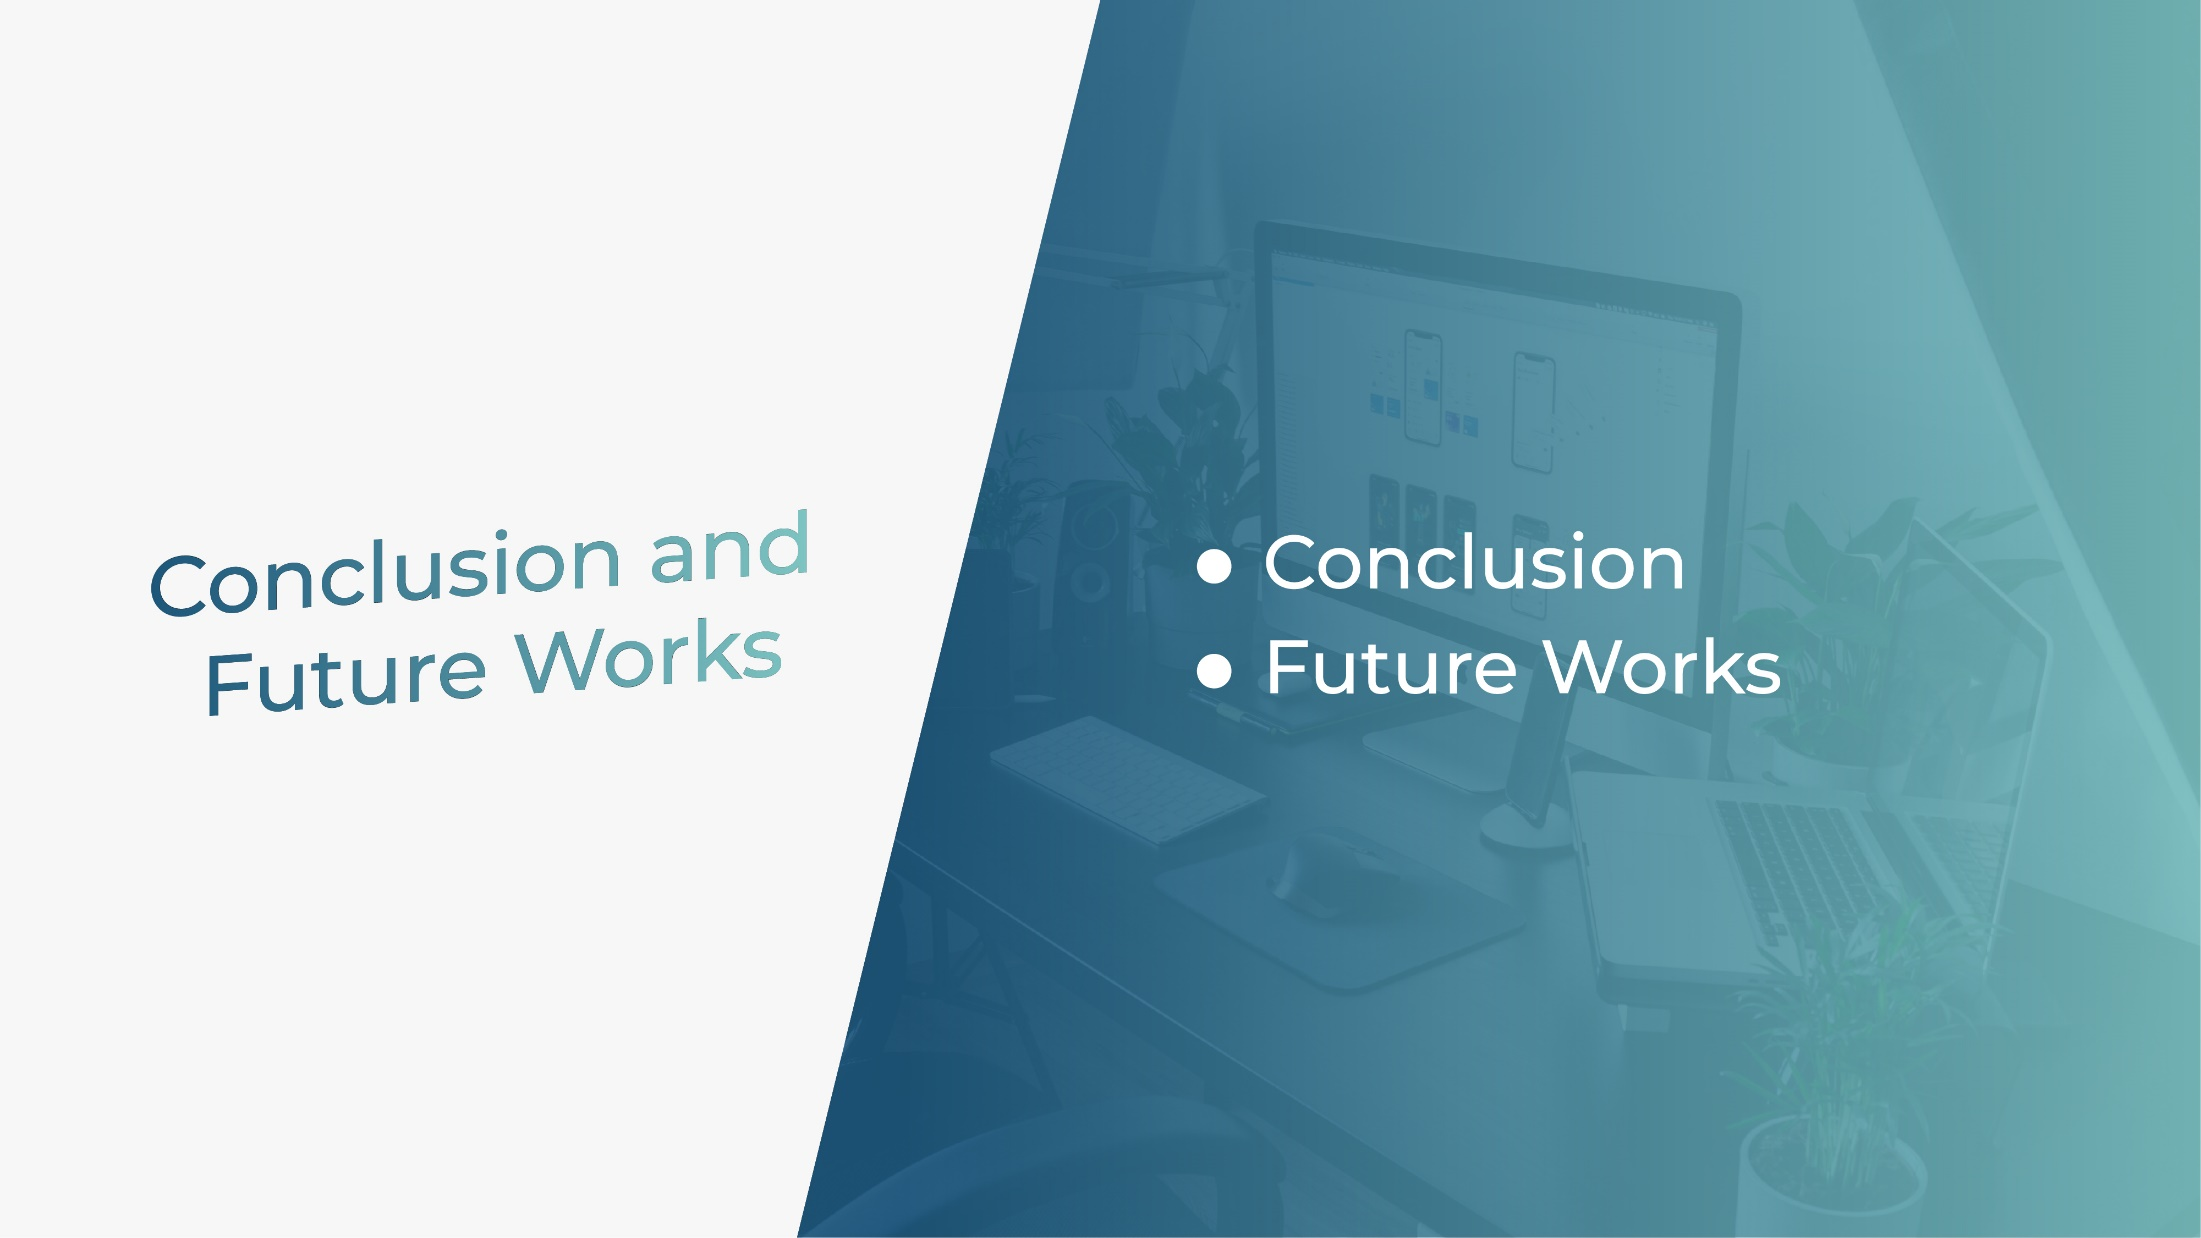 Conclusion and
Future Works
● Conclusion
● Future Works